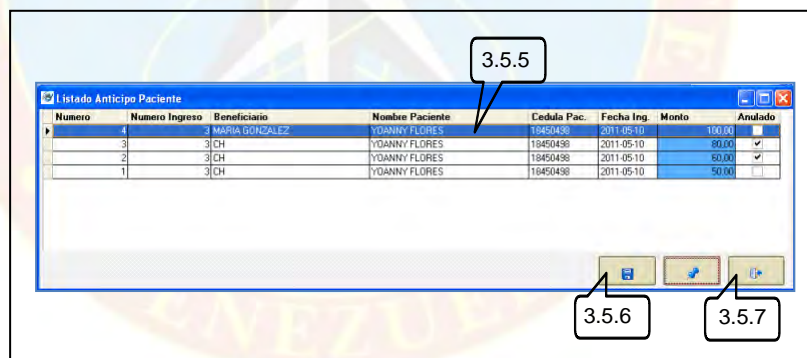 3.5.5
Listado Anticipo Paciente
Numero Numero Ingreso Beneficiario Nombre Paciente Cedula Pac. Fecha Ing. Monto Anulado
4 3 MARIA GONZALEZ YOANNY FLORES 18450498 2011-05-10 100,00
3 3 CH YOANNY FLORES 18450498 2011-05-10 80,00
2 3 CH YOANNY FLORES 18450498 2011-05-10 60,00
1 3 CH YOANNY FLORES 18450498 2011-05-10 50,00
3.5.6 3.5.7
ENEZUE